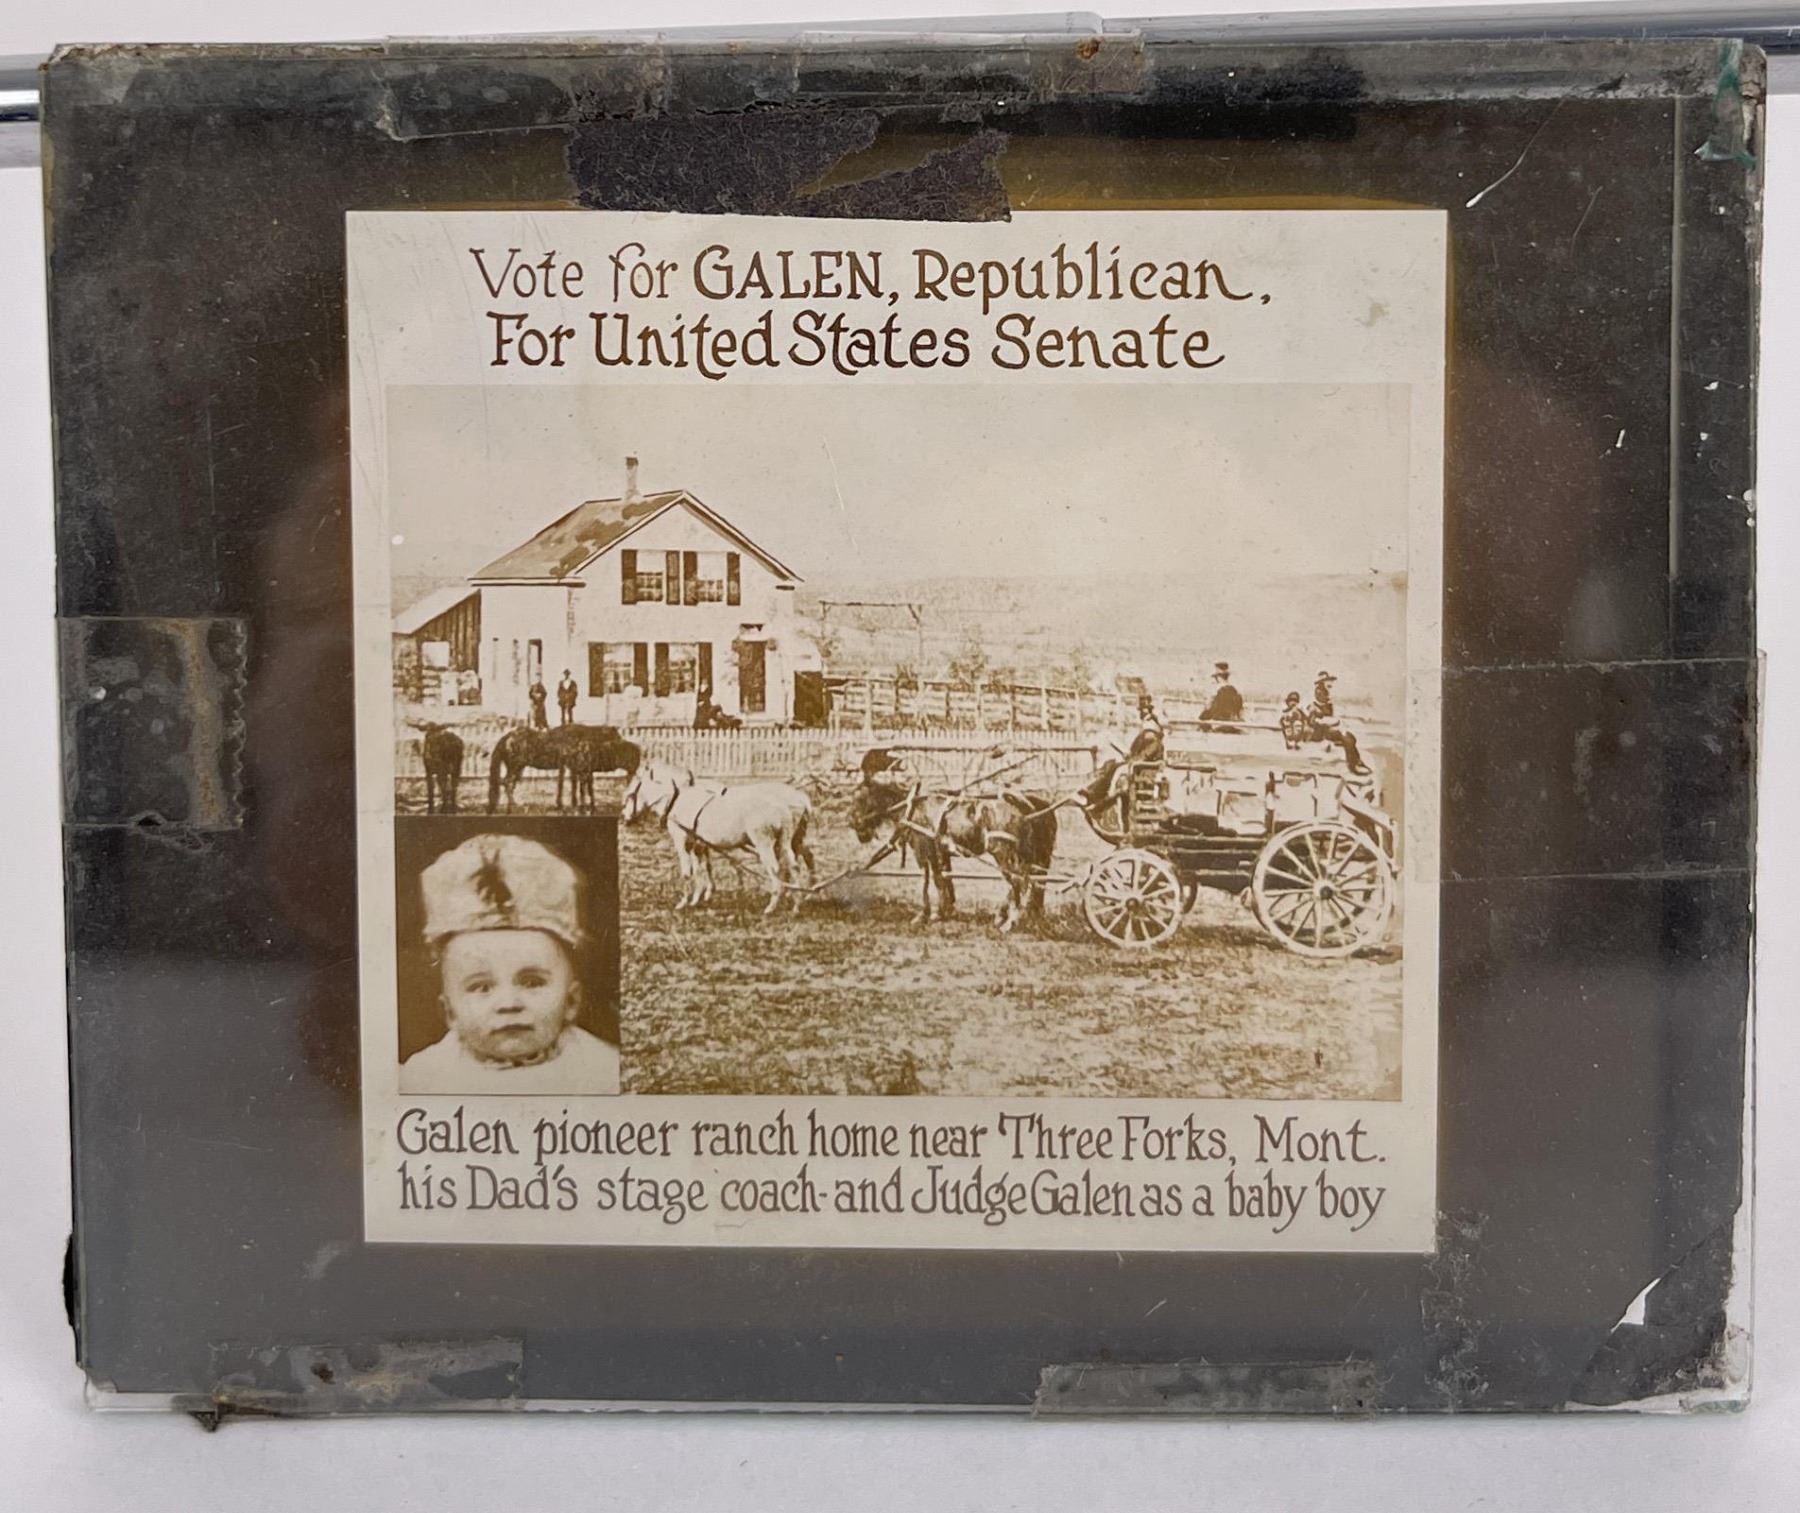 Vote for GALEN, Republican,
For United States Senate
Galen pioneer ranch home near Three Forks, Mont.
his Dad's stage coach-and Judge Galen as a baby boy